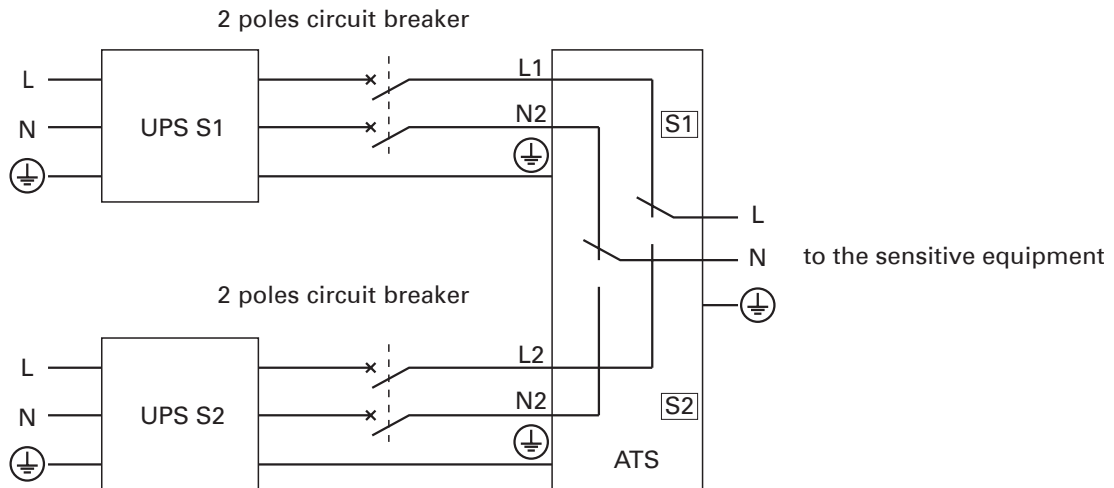 2 poles circuit breaker
L
L1
N
UPS S1
N2
S1
L
N
to the sensitive equipment
2 poles circuit breaker
L
L2
N
UPS S2
N2
S2
ATS